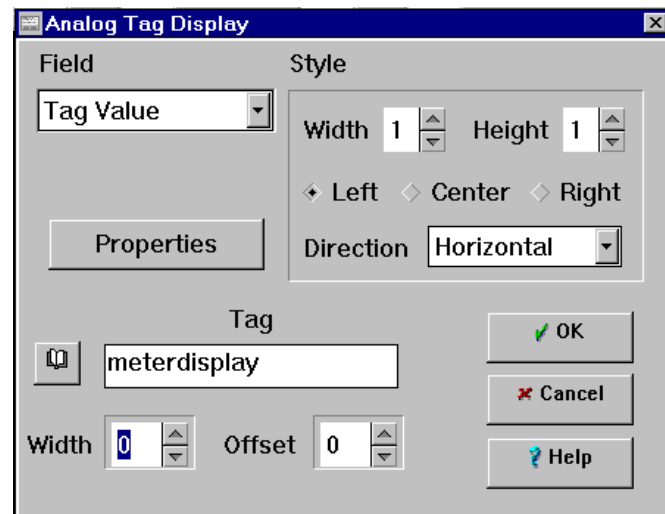 Analog Tag Display
Field
Style
Tag Value
Width 1 Height 1
Left Center Right
Properties
Direction Horizontal
Tag
meterdisplay
OK
Cancel
Width 0 Offset 0
Help